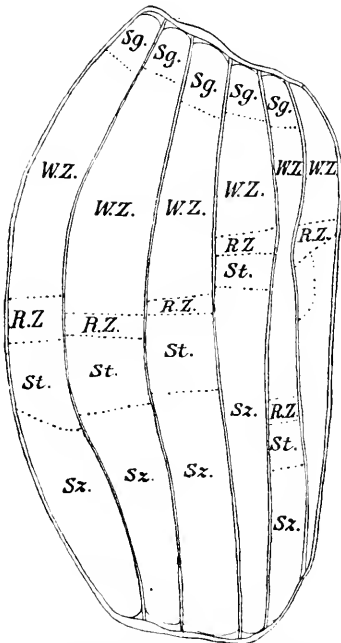 Sg. Sg. Sg. Sg. Sg.
W.Z. W.Z. W.Z. W.Z. W.Z. W.Z.
R.Z R.Z. R.Z. R.Z R.Z. R.Z.
St. St. St. St. St.
Sz. Sz. Sz. Sz. Sz.